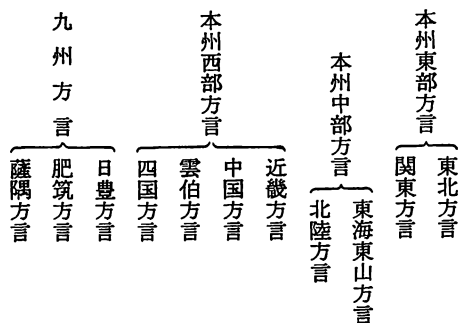 本州東部方言
東北方言
関東方言
本州中部方言
東海東山方言
北陸方言
本州西部方言
近畿方言
中国方言
雲伯方言
四国方言
九州方言
日豊方言
肥筑方言
薩隅方言